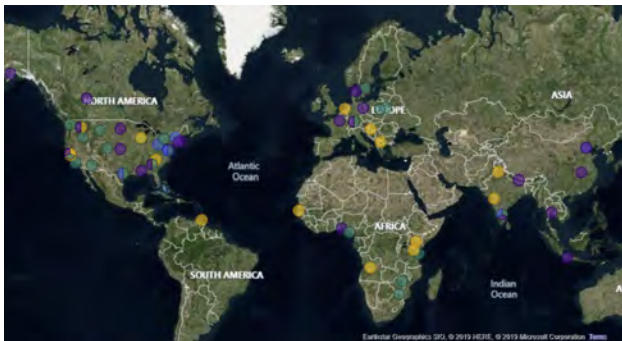 NORTH AMERICA
EUROPE
ASIA
Atlantic
Ocean
AFRICA
SOUTH AMERICA
Indian
Ocean
A
Earthstar Geographics SIO, © 2019 HERE, © 2019 Microsoft Corporation Terms